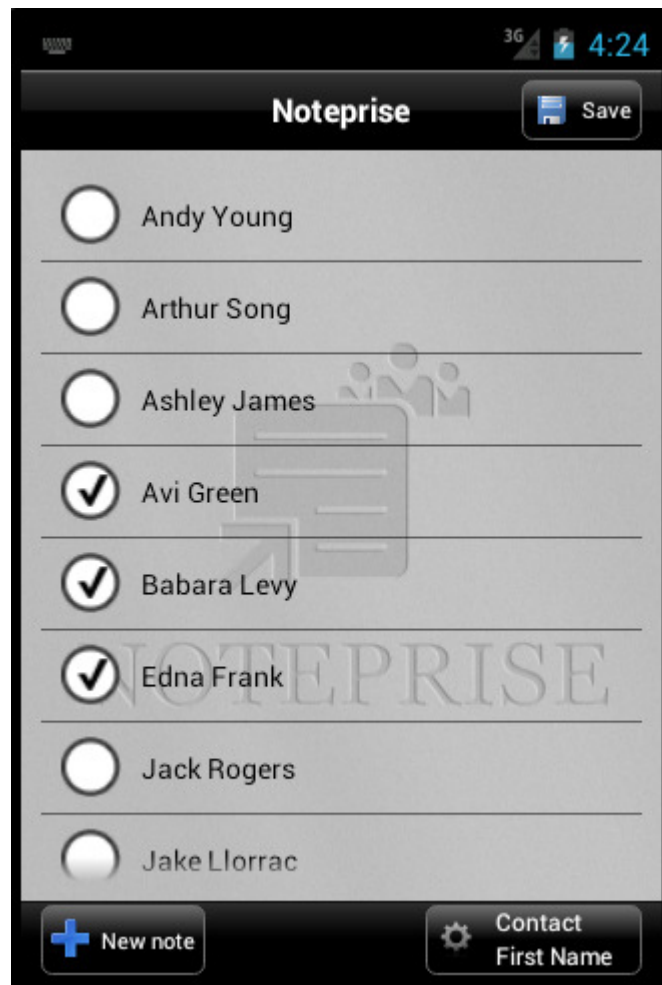 3G 4:24
Noteprise Save
Andy Young
Arthur Song
Ashley James
Avi Green
Babara Levy
Edna Frank
NOTEPRISE
Jack Rogers
Jake Llorrac
New note
Contact
First Name